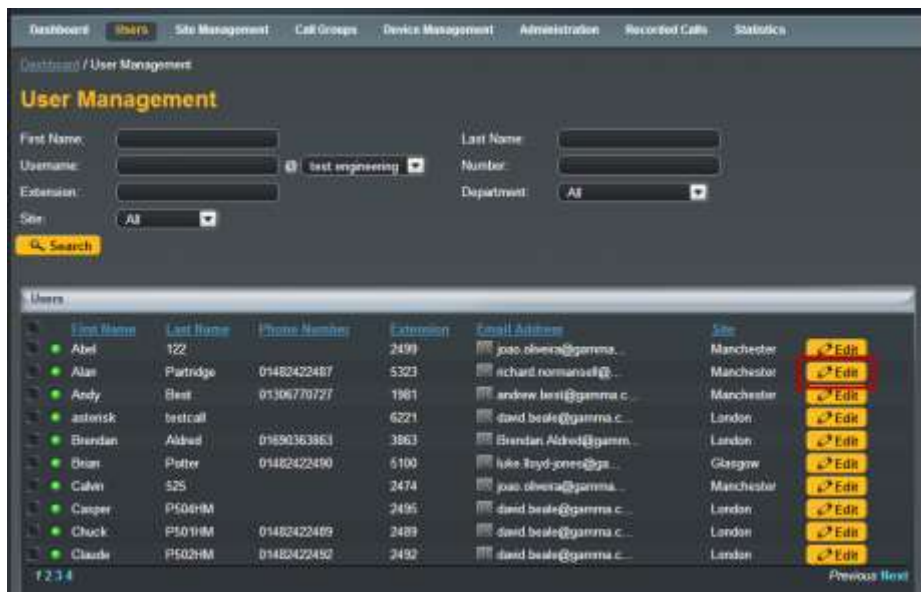 Dashboard Users Site Management Call Groups Device Management Administration Recorded Calls Statistics
Dashboard / User Management
User Management
First Name: Last Name:
Username: @ test engineering Number:
Extension: Department: All
Site: All
Search
Users
First Name Last Name Phone Number Extension Email Address Site
Abel 122 2499 joao.oliveira@gamma... Manchester Edit
Alan Partridge 01482422487 5323 richard.normansell@... Manchester Edit
Andy Best 01306770727 1981 andrew.best@gamma.c... Manchester Edit
asterisk testcall 6221 david.beale@gamma.c... London Edit
Brendan Aldred 01690363863 3863 Brendan.Aldred@gamm... London Edit
Brian Potter 01482422490 5100 luke.lloyd-jones@ga... Glasgow Edit
Calvin 525 2474 joao.oliveira@gamma... Manchester Edit
Casper P504HM 2495 david.beale@gamma.c... London Edit
Chuck P501HM 01482422489 2489 david.beale@gamma.c... London Edit
Claude P502HM 01482422492 2492 david.beale@gamma.c... London Edit
1 2 3 4 Previous Next